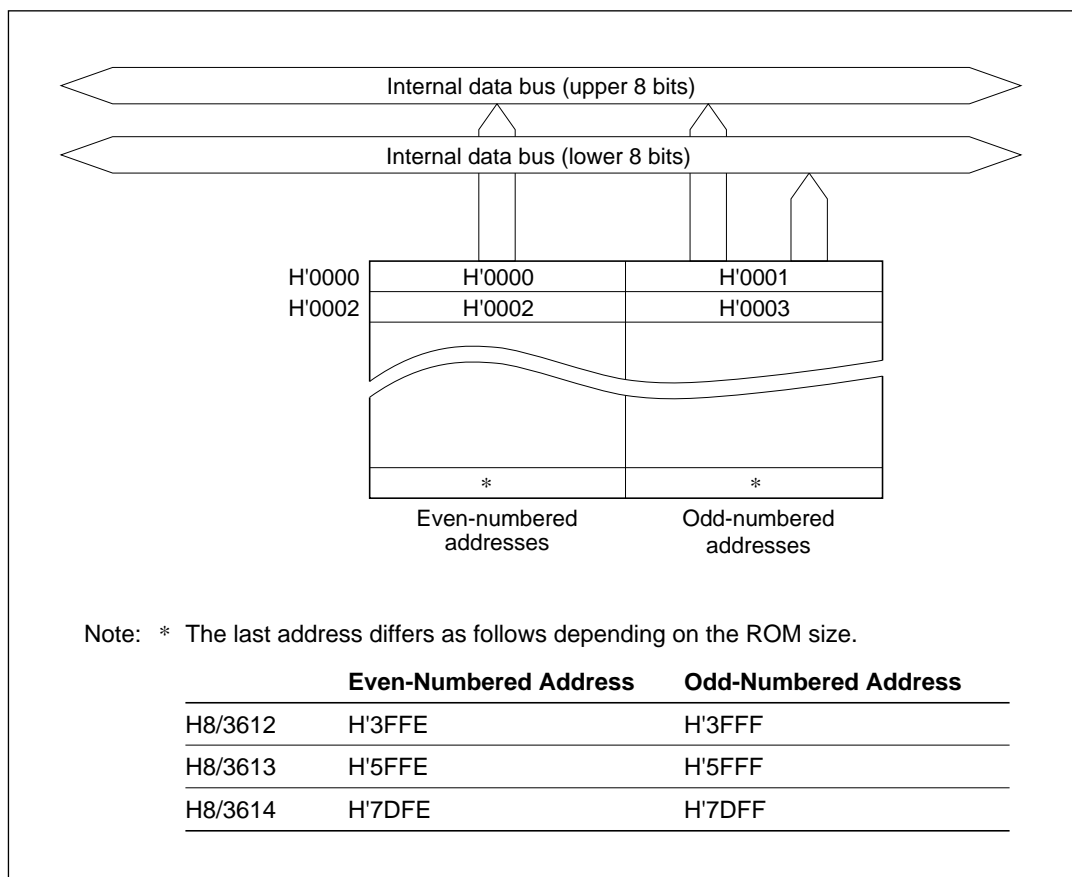 Internal data bus (upper 8 bits)
Internal data bus (lower 8 bits)
H'0000 H'0000 H'0001
H'0002 H'0002 H'0003
* *
Even-numbered addresses
Odd-numbered addresses
Note: * The last address differs as follows depending on the ROM size.
Even-Numbered Address Odd-Numbered Address
H8/3612 H'3FFE H'3FFF
H8/3613 H'5FFE H'5FFF
H8/3614 H'7DFE H'7DFF